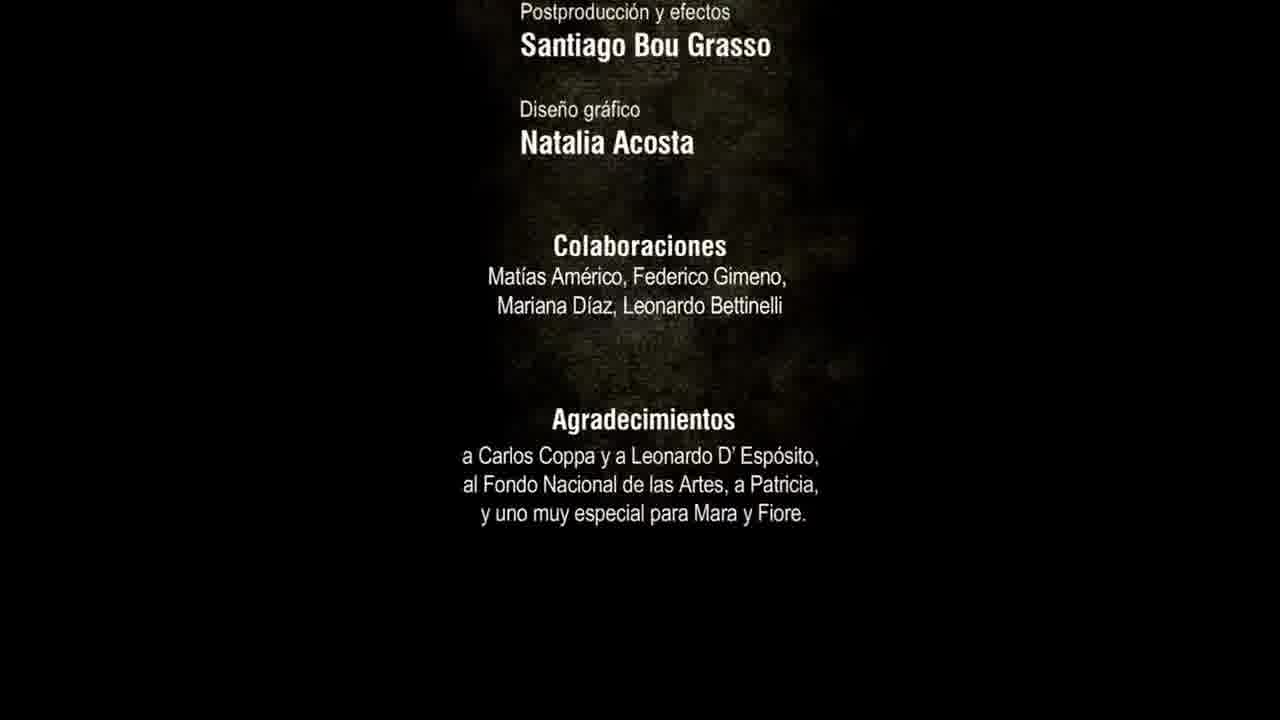 Postproducción y efectos
Santiago Bou Grasso
Diseño gráfico
Natalia Acosta
Colaboraciones
Matías Américo, Federico Gimeno,
Mariana Díaz, Leonardo Bettinelli
Agradecimientos
a Carlos Coppa y a Leonardo D' Espósito,
al Fondo Nacional de las Artes, a Patricia,
y uno muy especial para Mara y Fiore.